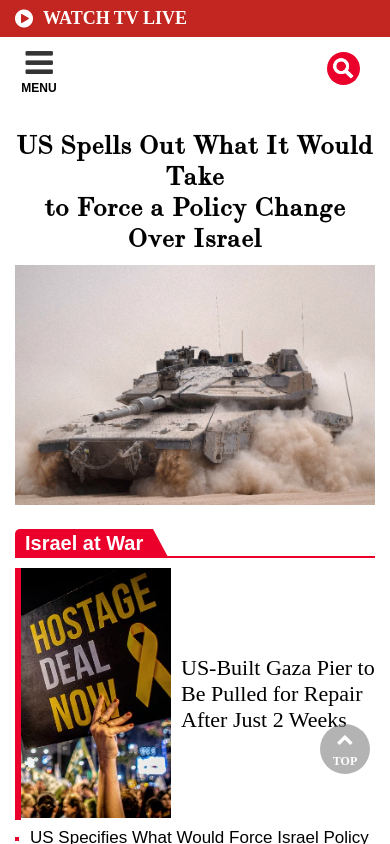 WATCH TV LIVE
MENU
US Spells Out What It Would
Take
to Force a Policy Change
Over Israel
Israel at War
HOSTAGE
DEAL
NOW
US-Built Gaza Pier to
Be Pulled for Repair
After Just 2 Weeks
TOP
US Specifies What Would Force Israel Policy